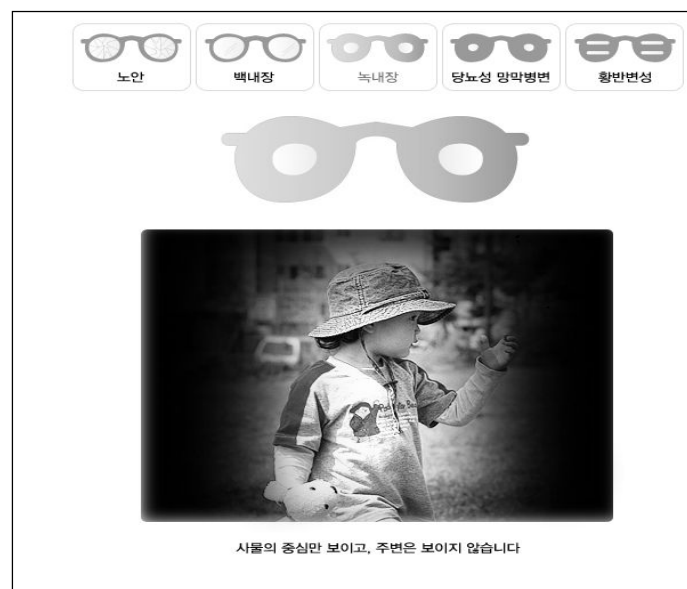 노안
백내장
녹내장
당뇨성 망막병변
황반변성
사물의 중심만 보이고, 주변은 보이지 않습니다